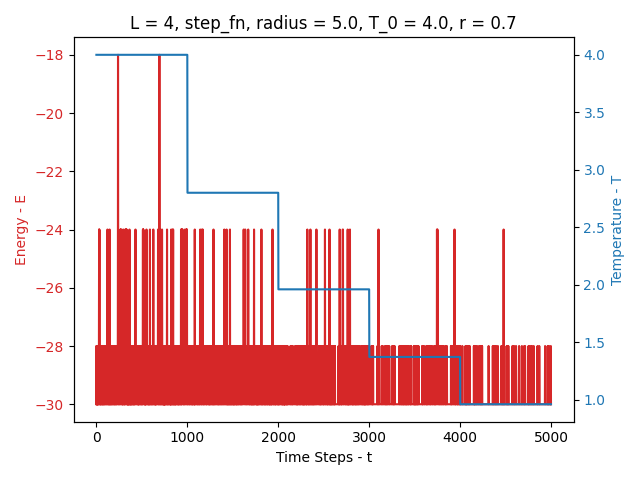 L = 4, step_fn, radius = 5.0, T_0 = 4.0, r = 0.7
−18
−20
−22
−24
−26
−28
−30
Energy - E
4.0
3.5
3.0
2.5
2.0
1.5
1.0
Temperature - T
0 1000 2000 3000 4000 5000
Time Steps - t